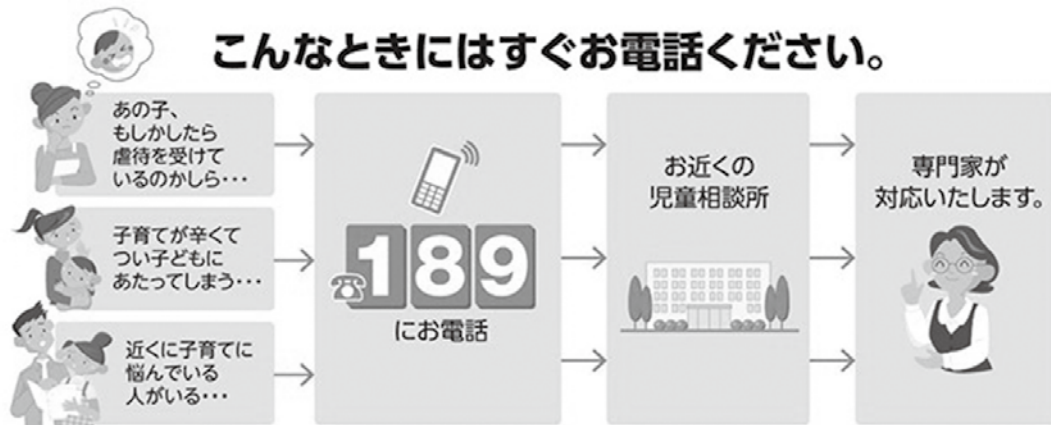 こんなときにはすぐお電話ください。
あの子、
もしかしたら
虐待を受けて
いるのかしら・・・
子育てが辛くて
つい子どもに
あたってしまう・・・
近くに子育てに
悩んでいる
人がいる・・・
189
にお電話
お近くの
児童相談所
専門家が
対応いたします。